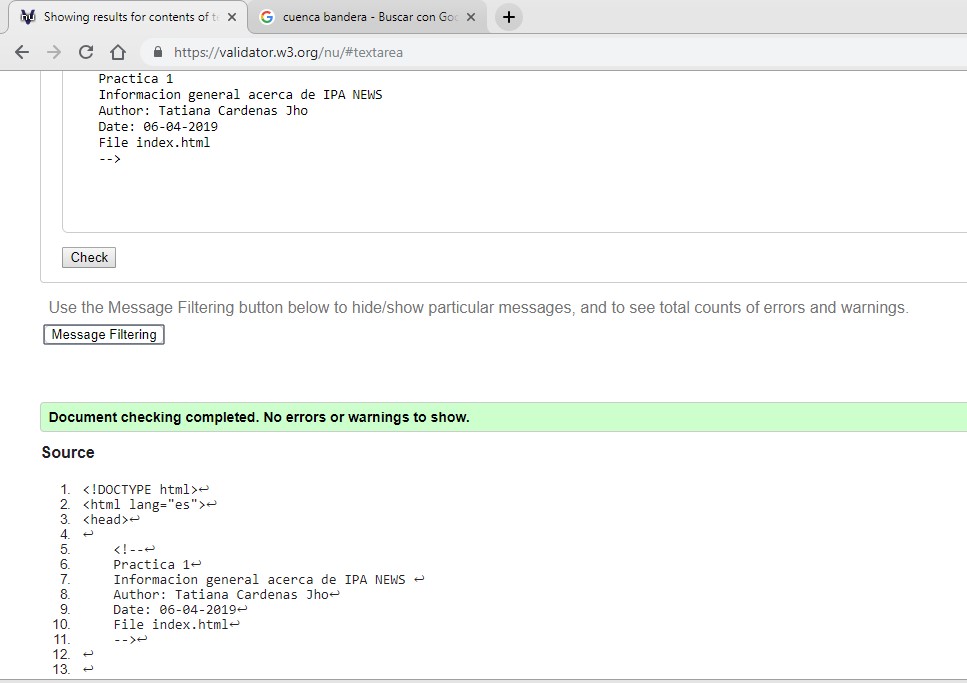 Showing results for contents of t
cuenca bandera - Buscar con Goo
https://validator.w3.org/nu/#textarea
Practica 1
Informacion general acerca de IPA NEWS
Author: Tatiana Cardenas Jho
Date: 06-04-2019
File index.html
-->
Check
Use the Message Filtering button below to hide/show particular messages, and to see total counts of errors and warnings.
Message Filtering
Document checking completed. No errors or warnings to show.
Source
1. <!DOCTYPE html>↩
2. <html lang="es">↩
3. <head>↩
4. ↩
5. <!--↩
6. Practica 1↩
7. Informacion general acerca de IPA NEWS ↩
8. Author: Tatiana Cardenas Jho↩
9. Date: 06-04-2019↩
10. File index.html↩
11. -->↩
12. ↩
13. ↩